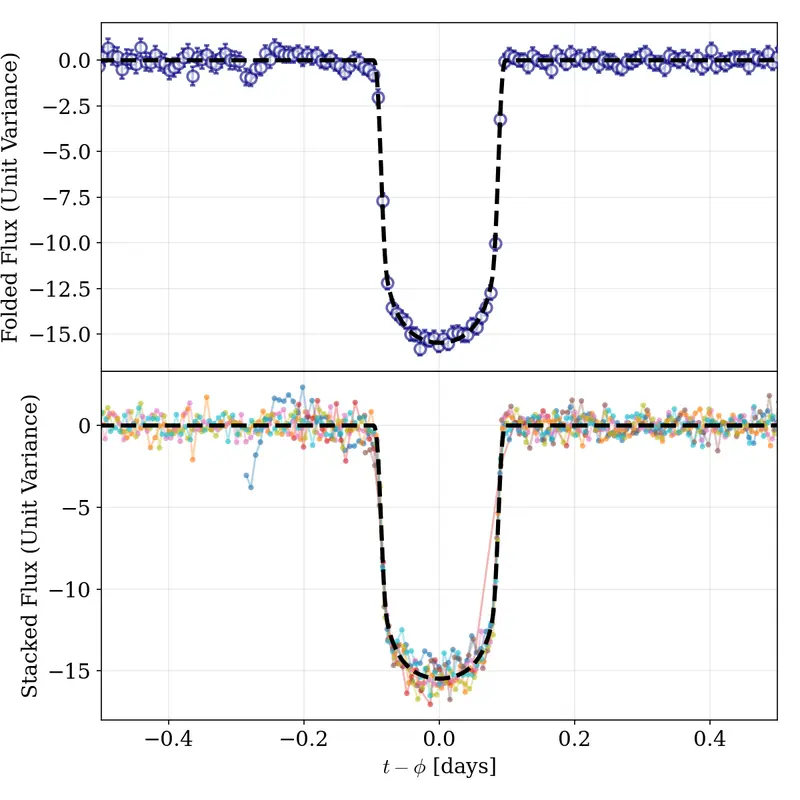 Folded Flux (Unit Variance)
0.0
−2.5
−5.0
−7.5
−10.0
−12.5
−15.0
Stacked Flux (Unit Variance)
0
−5
−10
−15
−0.4 −0.2 0.0 0.2 0.4
t − ϕ [days]